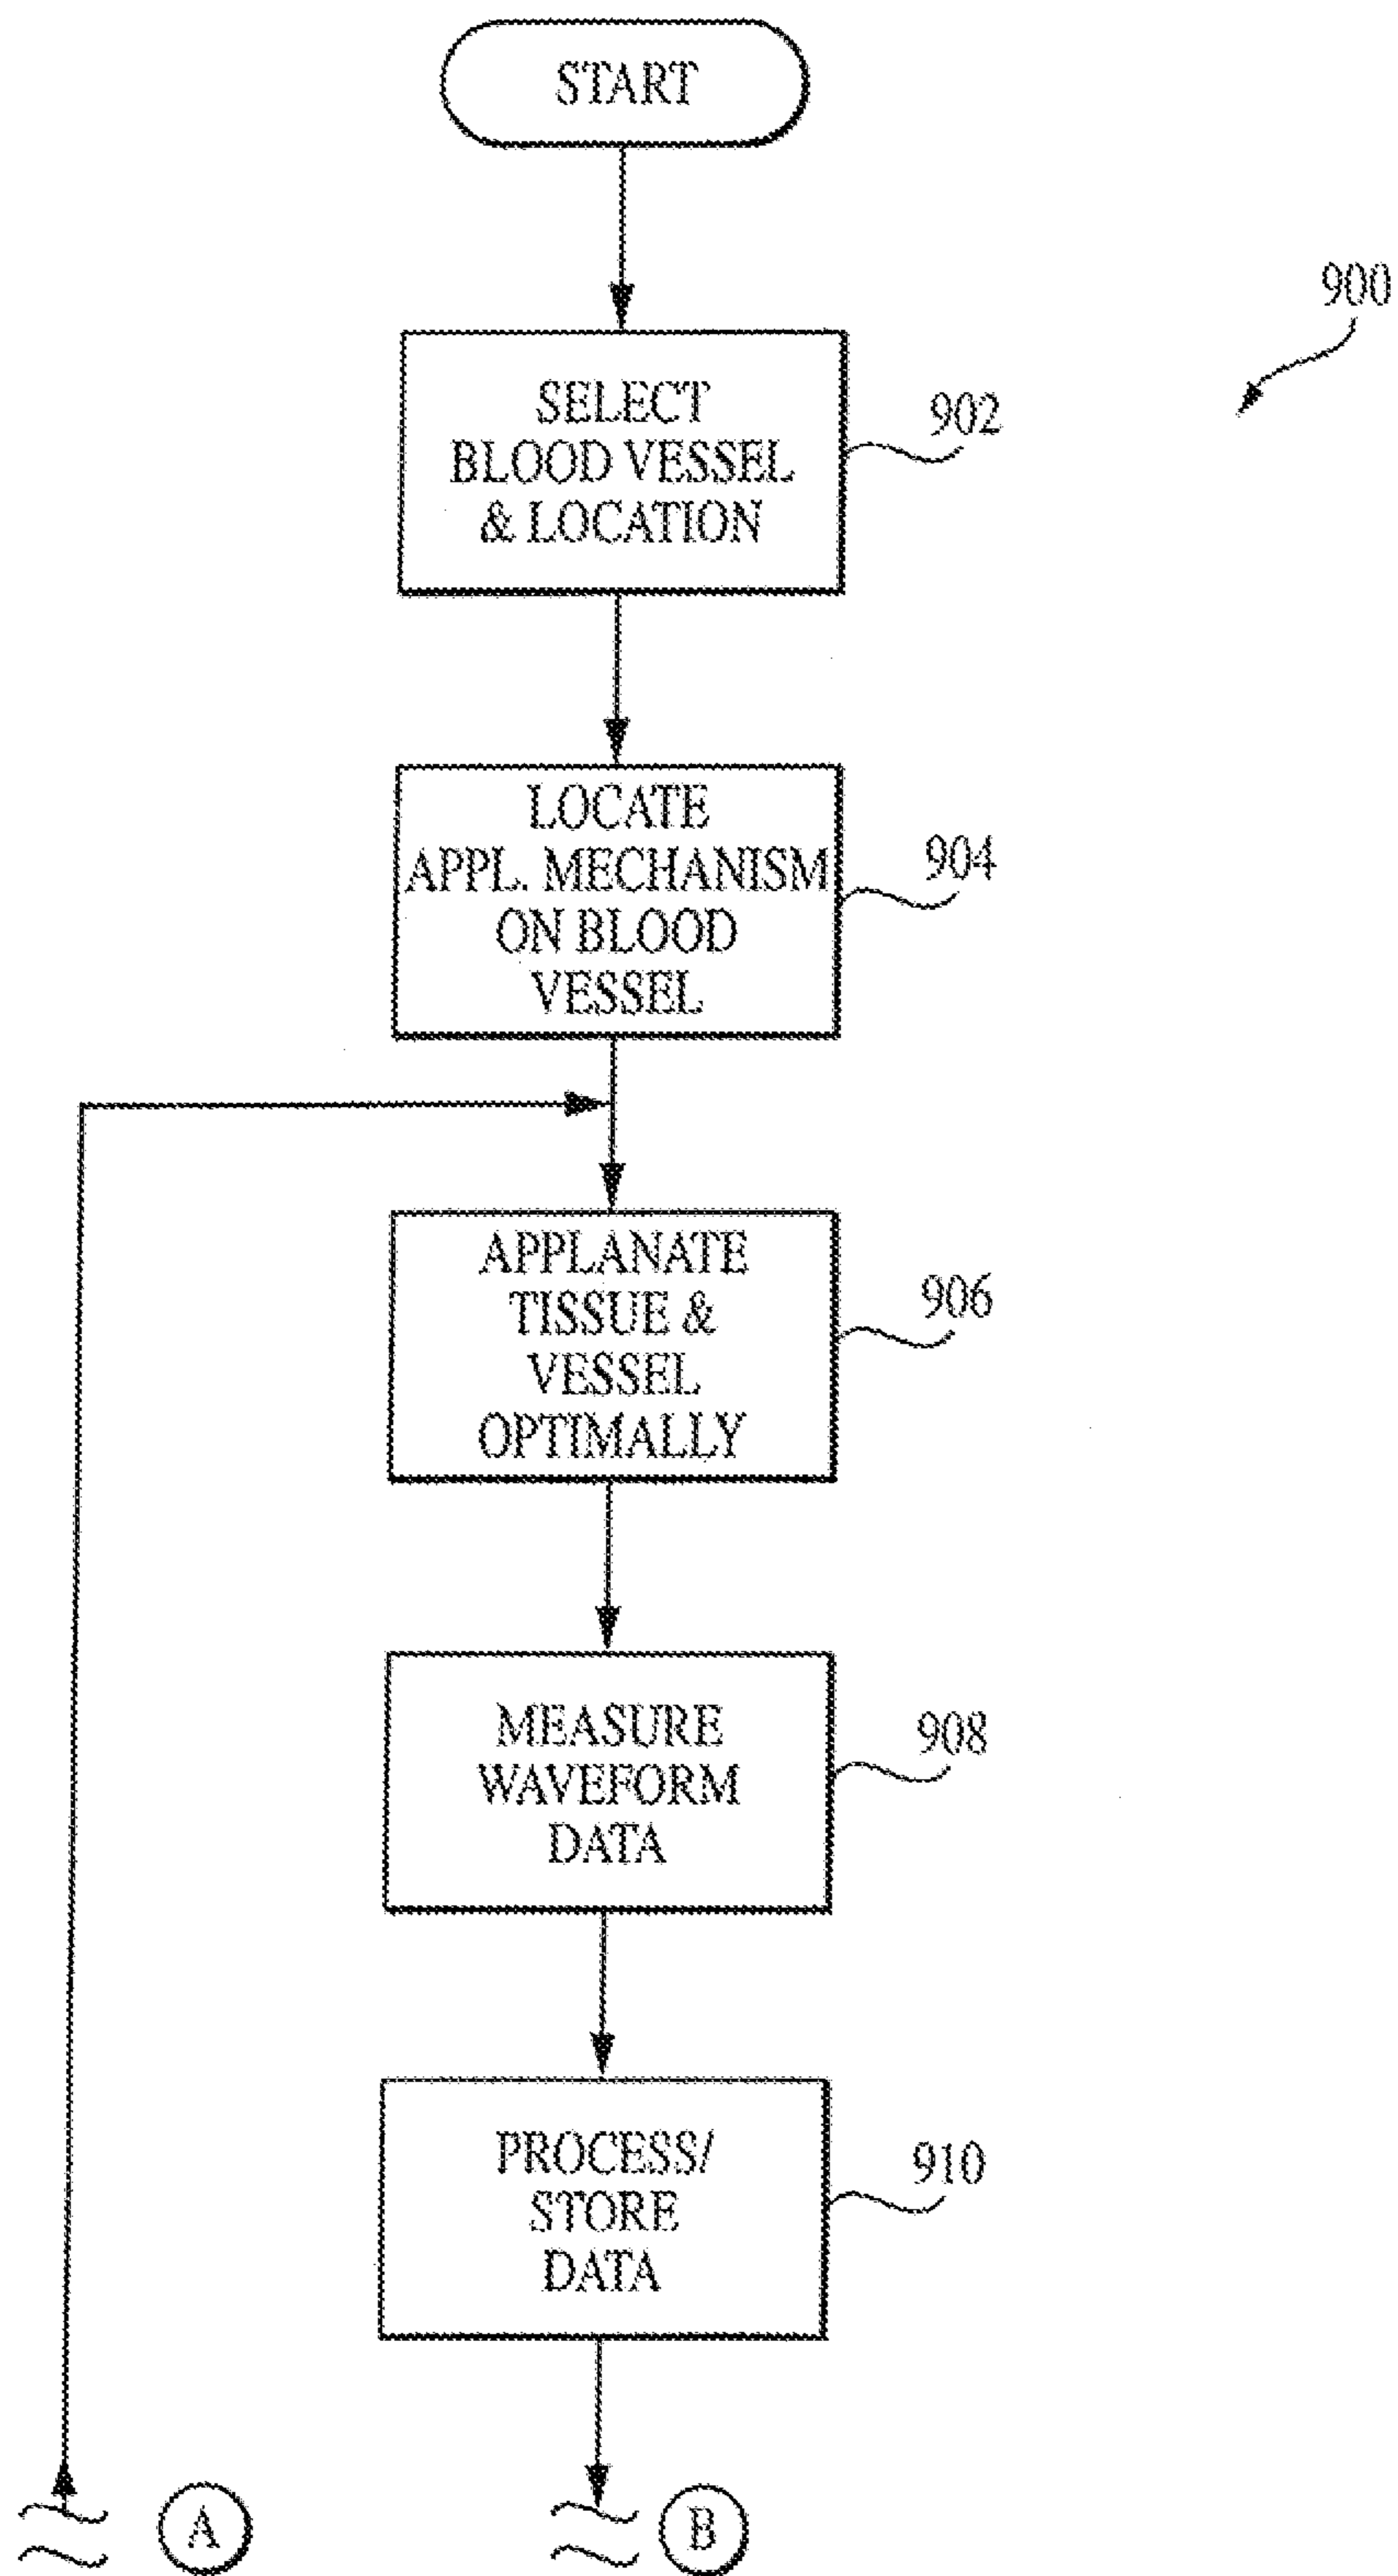 START
900
SELECT
BLOOD VESSEL
& LOCATION
902
LOCATE
APPL. MECHANISM
ON BLOOD
VESSEL
904
APPLANATE
TISSUE &
VESSEL
OPTIMALLY
906
MEASURE
WAVEFORM
DATA
908
PROCESS/
STORE
DATA
910
A
B